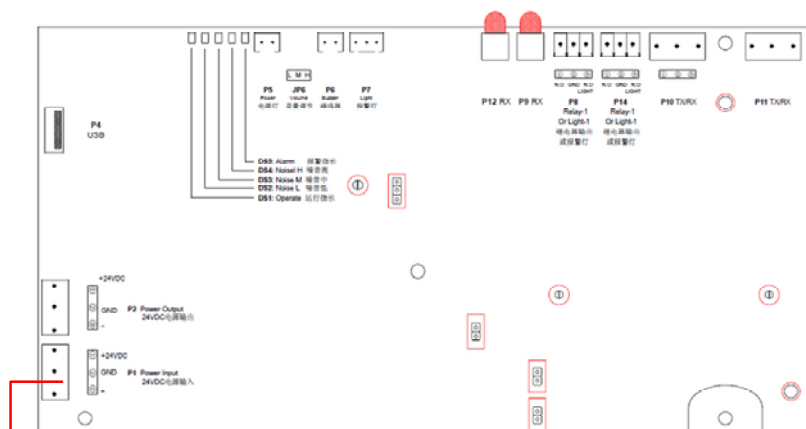 L M H
P5
Power
电源灯
JP6
Volume
音量调节
P6
Buzzer
蜂鸣器
P7
Light
报警灯
P12 RX
P9 RX
N.O GND N.O
LIGHT
P8
Relay-1
Or Light-1
继电器输出
或报警灯
N.O GND N.O
LIGHT
P14
Relay-1
Or Light-1
继电器输出
或报警灯
P10 TX/RX
P11 TX/RX
P4
USB
DS5: Alarm 报警指示
DS4: Noisel H 噪音高
DS3: Noise M 噪音中
DS2: Noise L 噪音低
DS1: Operate 运行指示
+24VDC
GND
-
P2 Power Output
24VDC电源输出
+24VDC
GND
-
P1 Power Input
24VDC电源输入